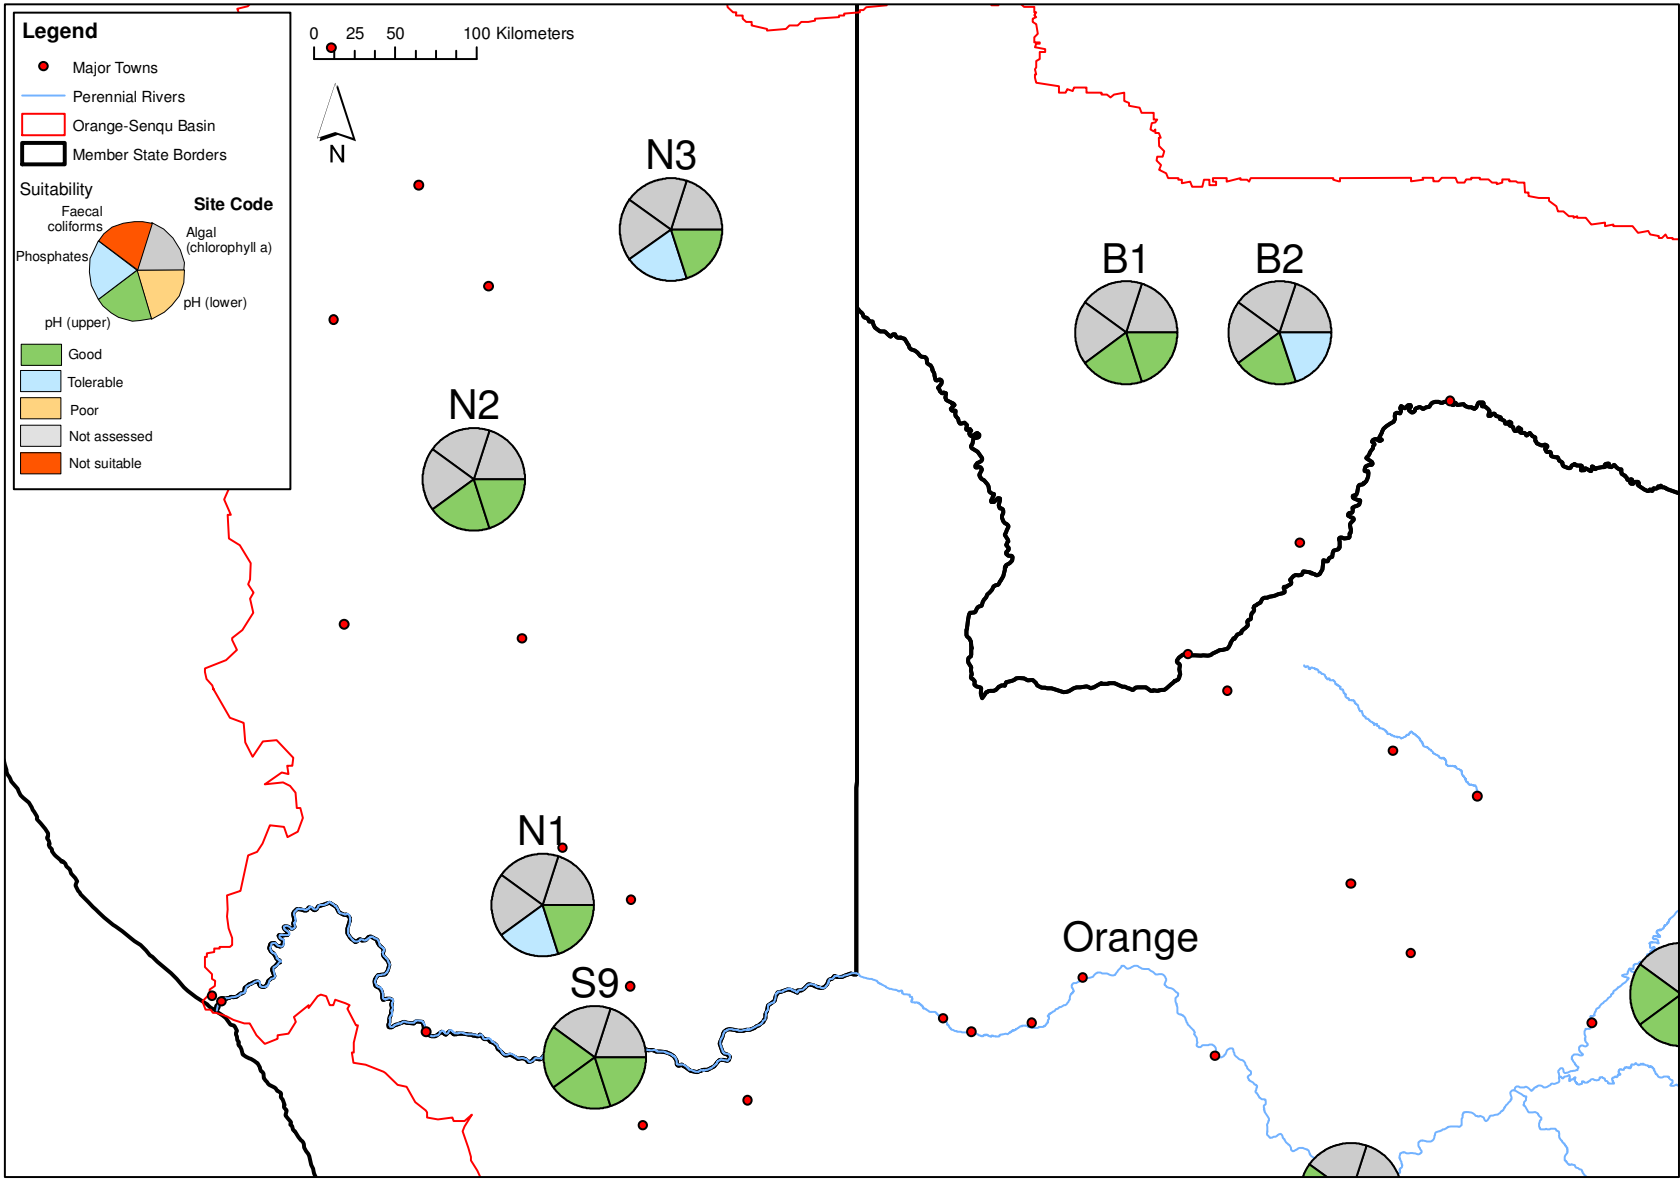 Legend
Major Towns
Perennial Rivers
Orange-Senqu Basin
Member State Borders
Suitability
Site Code
Faecal
coliforms
Algal
(chlorophyll a)
Phosphates
pH (lower)
pH (upper)
Good
Tolerable
Poor
Not assessed
Not suitable
0 25 50 100 Kilometers
N
N3
B1
B2
N2
N1
Orange
S9